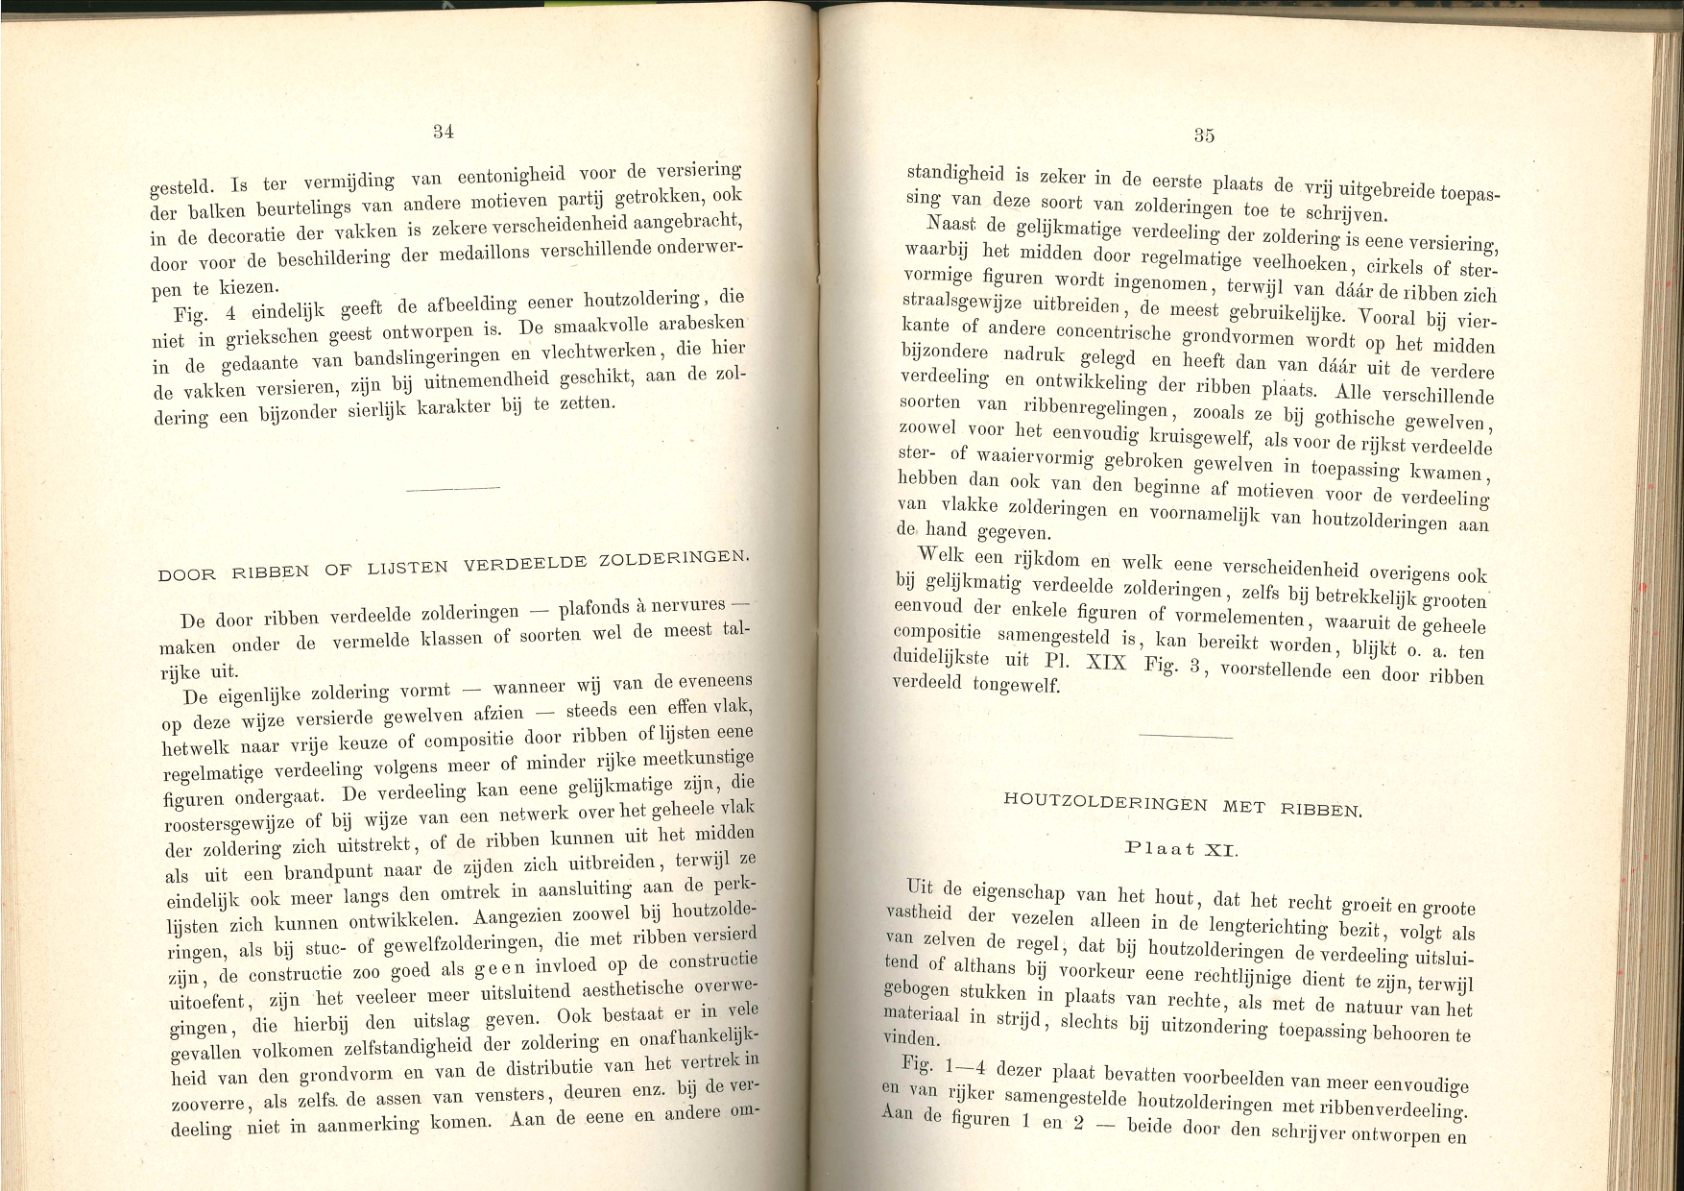 34
gesteld. Is ter vermijding van eentonigheid voor de versiering
der balken beurtelings van andere motieven partij getrokken, ook
in de decoratie der vakken is zekere verscheidenheid aangebracht,
door voor de beschildering der medaillons verschillende onderwer-
pen te kiezen.
Fig. 4 eindelijk geeft de afbeelding eener houtzoldering, die
niet in griekschen geest ontworpen is. De smaakvolle arabesken
in de gedaante van bandslingeringen en vlechtwerken, die hier
de vakken versieren, zijn bij uitnemendheid geschikt, aan de zol-
dering een bijzonder sierlijk karakter bij te zetten.
DOOR RIBBEN OF LIJSTEN VERDEELDE ZOLDERINGEN.
De door ribben verdeelde zolderingen — plafonds à nervures —
maken onder de vermelde klassen of soorten wel de meest tal-
rijke uit.
De eigenlijke zoldering vormt — wanneer wij van de eveneens
op deze wijze versierde gewelven afzien — steeds een effen vlak,
hetwelk naar vrije keuze of compositie door ribben of lijsten eene
regelmatige verdeeling volgens meer of minder rijke meetkunstige
figuren ondergaat. De verdeeling kan eene gelijkmatige zijn, die
roostersgewijze of bij wijze van een netwerk over het geheele vlak
der zoldering zich uitstrekt, of de ribben kunnen uit het midden
als uit een brandpunt naar de zijden zich uitbreiden, terwijl ze
eindelijk ook meer langs den omtrek in aansluiting aan de perk-
lijsten zich kunnen ontwikkelen. Aangezien zoowel bij houtzolde-
ringen, als bij stuc- of gewelfzolderingen, die met ribben versierd
zijn, de constructie zoo goed als geen invloed op de constructie
uitoefent, zijn het veeleer meer uitsluitend aesthetische overwe-
gingen, die hierbij den uitslag geven. Ook bestaat er in vele
gevallen volkomen zelfstandigheid der zoldering en onafhankelijk-
heid van den grondvorm en van de distributie van het vertrek in
zooverre, als zelfs de assen van vensters, deuren enz. bij de ver-
deeling niet in aanmerking komen. Aan de eene en andere om-
35
standigheid is zeker in de eerste plaats de vrij uitgebreide toepas-
sing van deze soort van zolderingen toe te schrijven.
Naast de gelijkmatige verdeeling der zoldering is eene versiering,
waarbij het midden door regelmatige veelhoeken, cirkels of ster-
vormige figuren wordt ingenomen, terwijl van dáár de ribben zich
straalsgewijze uitbreiden, de meest gebruikelijke. Vooral bij vier-
kante of andere concentrische grondvormen wordt op het midden
bijzondere nadruk gelegd en heeft dan van dáár uit de verdere
verdeeling en ontwikkeling der ribben plaats. Alle verschillende
soorten van ribbenregelingen, zooals ze bij gothische gewelven,
zoowel voor het eenvoudig kruisgewelf, als voor de rijkst verdeelde
ster- of waaiervormig gebroken gewelven in toepassing kwamen,
hebben dan ook van den beginne af motieven voor de verdeeling
van vlakke zolderingen en voornamelijk van houtzolderingen aan
de hand gegeven.
Welk een rijkdom en welk eene verscheidenheid overigens ook
bij gelijkmatig verdeelde zolderingen, zelfs bij betrekkelijk grooten
eenvoud der enkele figuren of vormelementen, waaruit de geheele
compositie samengesteld is, kan bereikt worden, blijkt o. a. ten
duidelijkste uit Pl. XIX Fig. 3, voorstellende een door ribben
verdeeld tongewelf.
HOUTZOLDERINGEN MET RIBBEN.
Plaat XI.
Uit de eigenschap van het hout, dat het recht groeit en groote
vastheid der vezelen alleen in de lengterichting bezit, volgt als
van zelven de regel, dat bij houtzolderingen de verdeeling uitslui-
tend of althans bij voorkeur eene rechtlijnige dient te zijn, terwijl
gebogen stukken in plaats van rechte, als met de natuur van het
materiaal in strijd, slechts bij uitzondering toepassing behooren te
vinden.
Fig. 1—4 dezer plaat bevatten voorbeelden van meer eenvoudige
en van rijker samengestelde houtzolderingen met ribbenverdeeling.
Aan de figuren 1 en 2 — beide door den schrijver ontworpen en